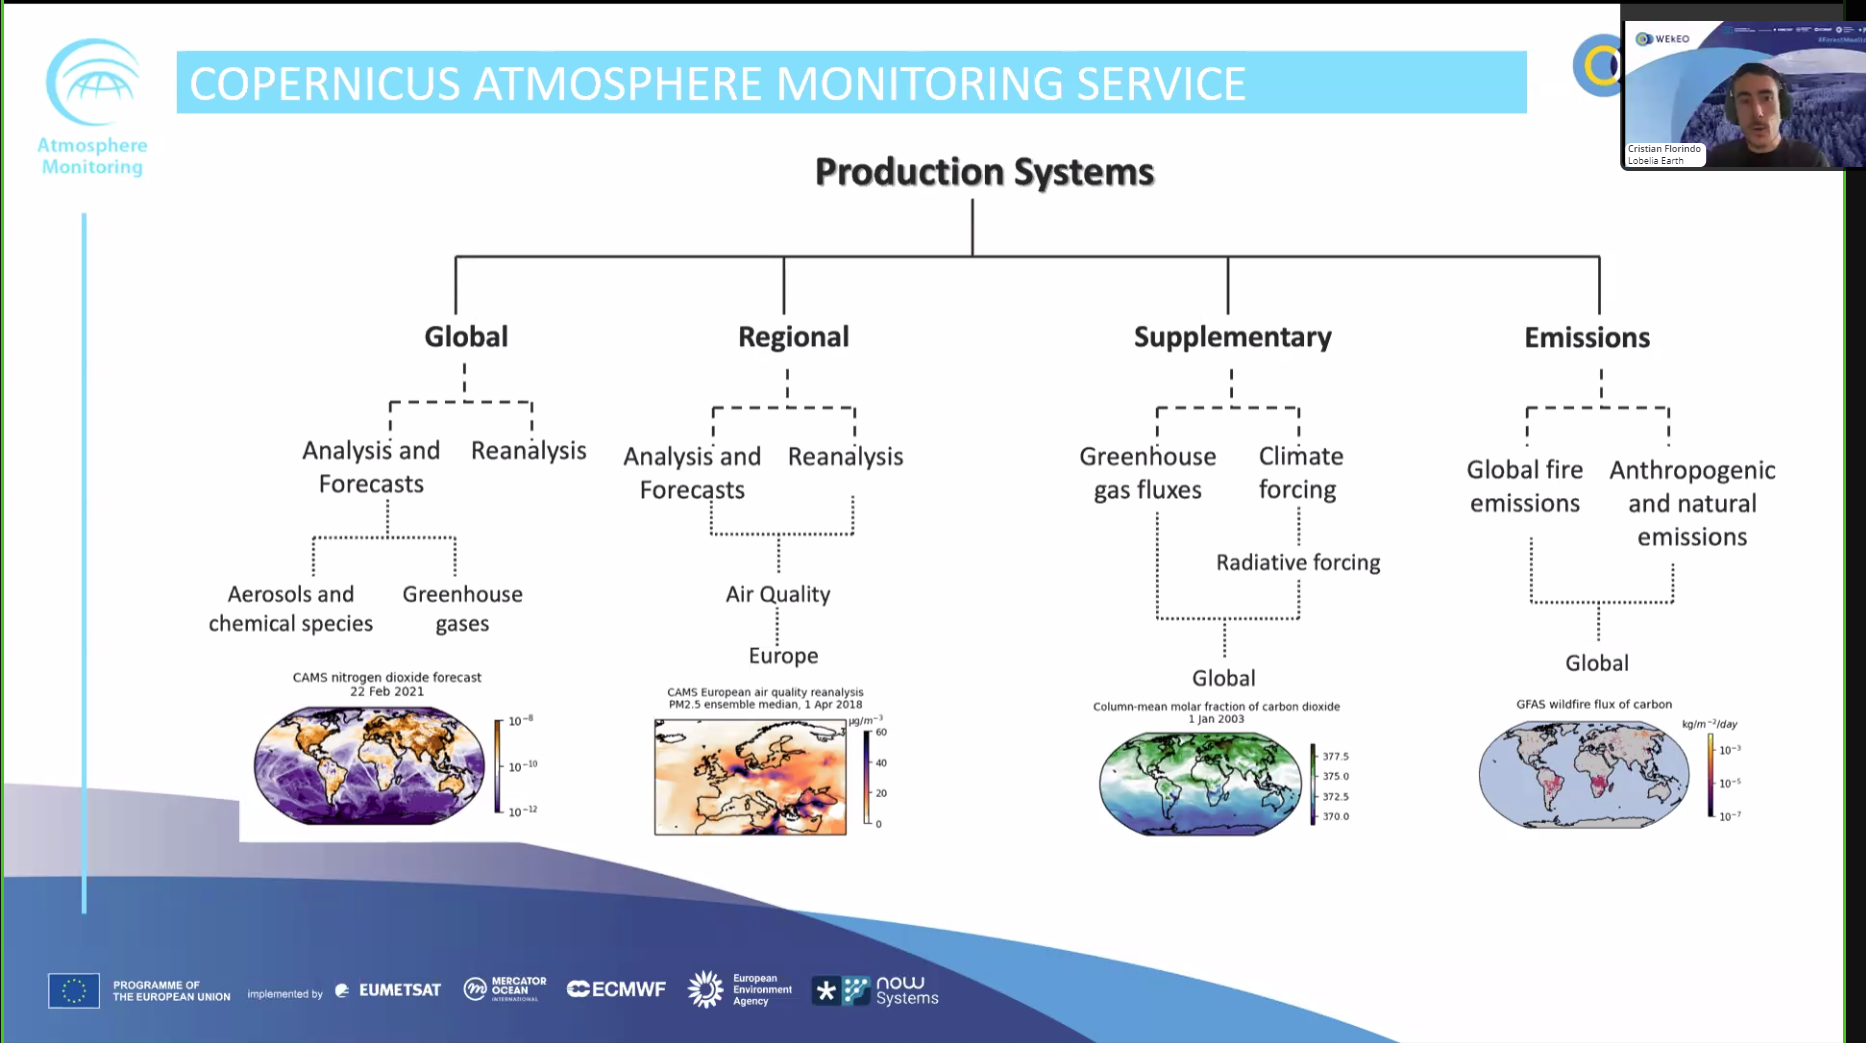 COPERNICUS ATMOSPHERE MONITORING SERVICE
WEkEO
Cristian Florindo
Lobelia Earth
Atmosphere
Monitoring
Production Systems
Global
Regional
Supplementary
Emissions
Analysis and
Forecasts
Reanalysis
Analysis and
Forecasts
Reanalysis
Greenhouse
gas fluxes
Climate
forcing
Global fire
emissions
Anthropogenic
and natural
emissions
Radiative forcing
Aerosols and
chemical species
Greenhouse
gases
Air Quality
Europe
Global
Global
CAMS nitrogen dioxide forecast
22 Feb 2021
10⁻⁸
10⁻¹⁰
10⁻¹²
CAMS European air quality reanalysis
PM2.5 ensemble median, 1 Apr 2018
µg/m⁻³
60
40
20
0
Column-mean molar fraction of carbon dioxide
1 Jan 2003
377.5
375.0
372.5
370.0
GFAS wildfire flux of carbon
kg/m⁻²/day
10⁻³
10⁻⁵
10⁻⁷
PROGRAMME OF
THE EUROPEAN UNION
implemented by
EUMETSAT
MERCATOR
OCEAN
INTERNATIONAL
ECMWF
European
Environment
Agency
now
Systems